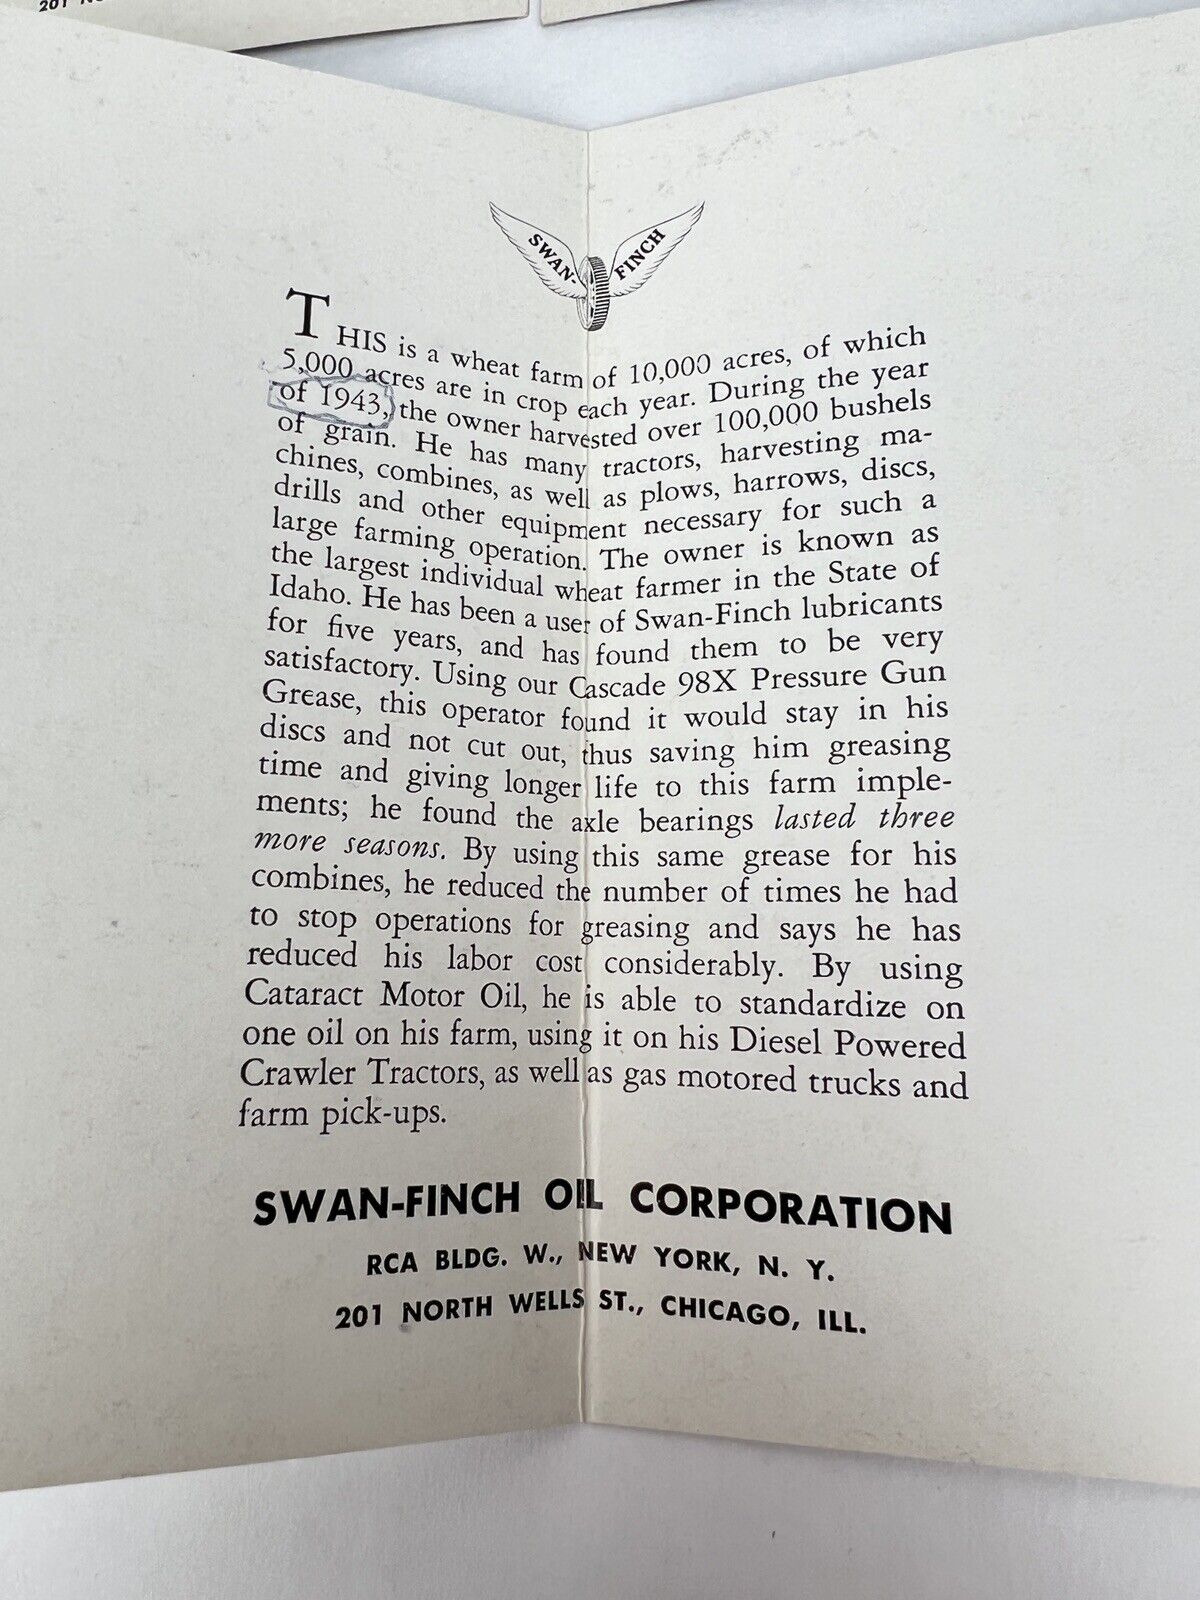 201 N
SWAN-FINCH
THIS is a wheat farm of 10,000 acres, of which
5,000 acres are in crop each year. During the year
of 1943, the owner harvested over 100,000 bushels
of grain. He has many tractors, harvesting ma-
chines, combines, as well as plows, harrows, discs,
drills and other equipment necessary for such a
large farming operation. The owner is known as
the largest individual wheat farmer in the State of
Idaho. He has been a user of Swan-Finch lubricants
for five years, and has found them to be very
satisfactory. Using our Cascade 98X Pressure Gun
Grease, this operator found it would stay in his
discs and not cut out, thus saving him greasing
time and giving longer life to this farm imple-
ments; he found the axle bearings lasted three
more seasons. By using this same grease for his
combines, he reduced the number of times he had
to stop operations for greasing and says he has
reduced his labor cost considerably. By using
Cataract Motor Oil, he is able to standardize on
one oil on his farm, using it on his Diesel Powered
Crawler Tractors, as well as gas motored trucks and
farm pick-ups.
SWAN-FINCH OIL CORPORATION
RCA BLDG. W., NEW YORK, N. Y.
201 NORTH WELLS ST., CHICAGO, ILL.